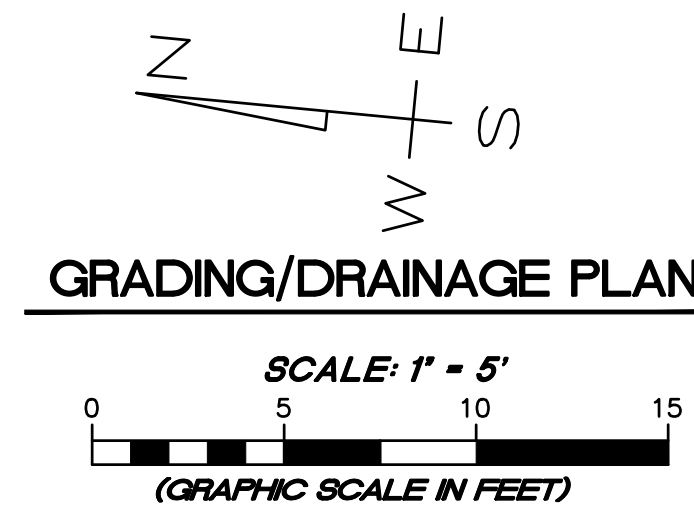 N
E
S
W
GRADING/DRAINAGE PLAN
SCALE: 1" = 5'
0 5 10 15
(GRAPHIC SCALE IN FEET)